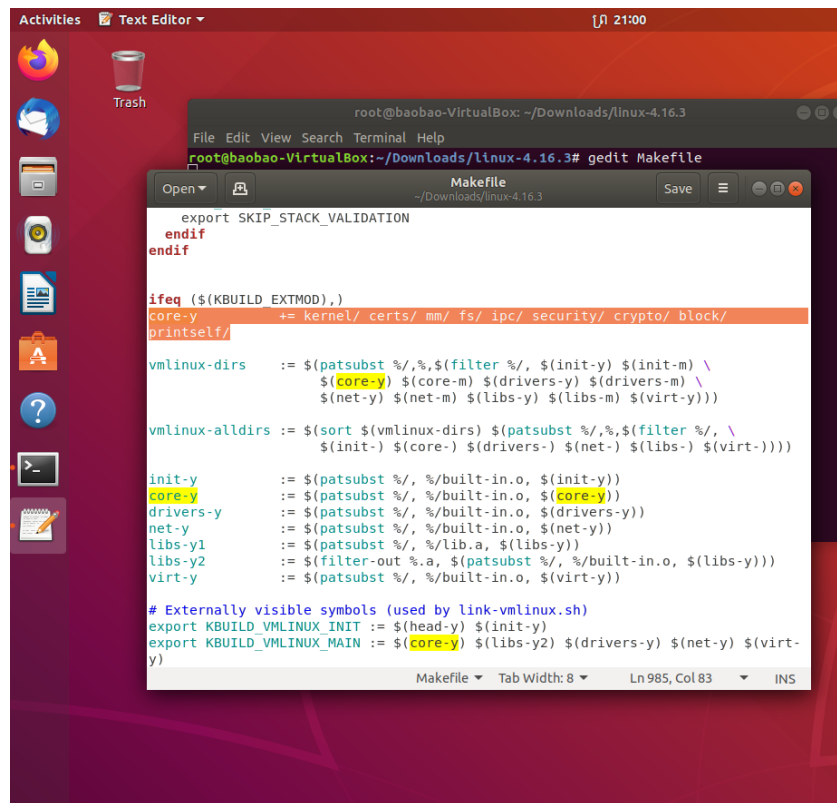 Activities Text Editor 21:00
Trash
root@baobao-VirtualBox: ~/Downloads/linux-4.16.3
File Edit View Search Terminal Help
root@baobao-VirtualBox:~/Downloads/linux-4.16.3# gedit Makefile
Open Makefile Save
~/Downloads/linux-4.16.3
export SKIP_STACK_VALIDATION
endif
endif
ifeq ($(KBUILD_EXTMOD),)
core-y += kernel/ certs/ mm/ fs/ ipc/ security/ crypto/ block/
printself/
vmlinux-dirs := $(patsubst %/,%,$(filter %/, $(init-y) $(init-m) \
$(core-y) $(core-m) $(drivers-y) $(drivers-m) \
$(net-y) $(net-m) $(libs-y) $(libs-m) $(virt-y)))
vmlinux-alldirs := $(sort $(vmlinux-dirs) $(patsubst %/,%,$(filter %/, \
$(init-) $(core-) $(drivers-) $(net-) $(libs-) $(virt-))))
init-y := $(patsubst %/, %/built-in.o, $(init-y))
core-y := $(patsubst %/, %/built-in.o, $(core-y))
drivers-y := $(patsubst %/, %/built-in.o, $(drivers-y))
net-y := $(patsubst %/, %/built-in.o, $(net-y))
libs-y1 := $(patsubst %/, %/lib.a, $(libs-y))
libs-y2 := $(filter-out %.a, $(patsubst %/, %/built-in.o, $(libs-y)))
virt-y := $(patsubst %/, %/built-in.o, $(virt-y))
# Externally visible symbols (used by link-vmlinux.sh)
export KBUILD_VMLINUX_INIT := $(head-y) $(init-y)
export KBUILD_VMLINUX_MAIN := $(core-y) $(libs-y2) $(drivers-y) $(net-y) $(virt-
y)
Makefile Tab Width: 8 Ln 985, Col 83 INS